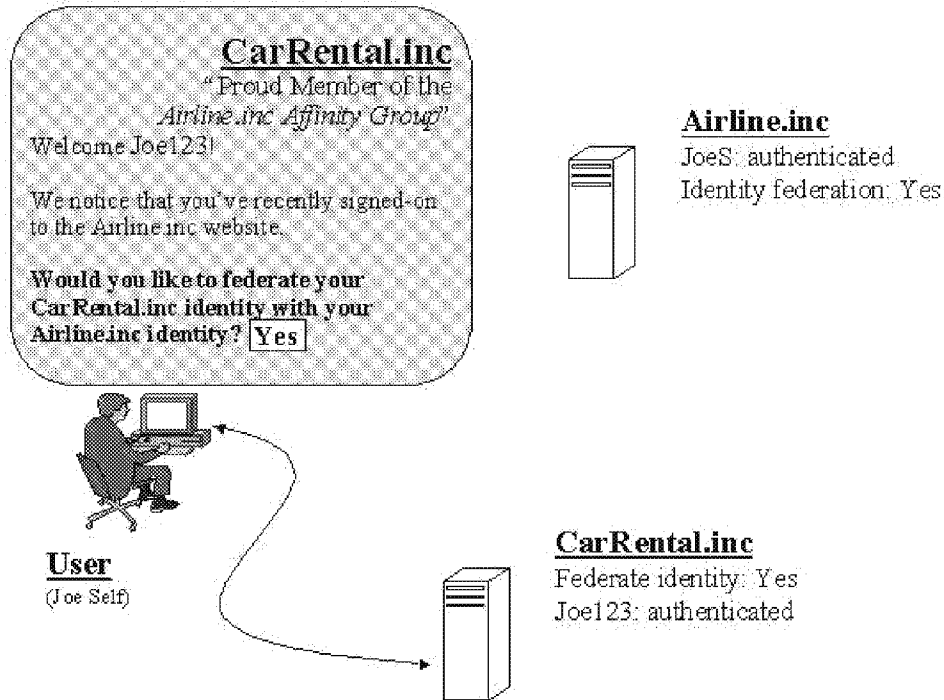 CarRental.inc
"Proud Member of the
Airline.inc Affinity Group"
Welcome Joe123!
We notice that you've recently signed-on
to the Airline.inc website.
Would you like to federate your
CarRental.inc identity with your
Airline.inc identity? Yes
Airline.inc
JoeS: authenticated
Identity federation: Yes
User
(Joe Self)
CarRental.inc
Federate identity: Yes
Joe123: authenticated